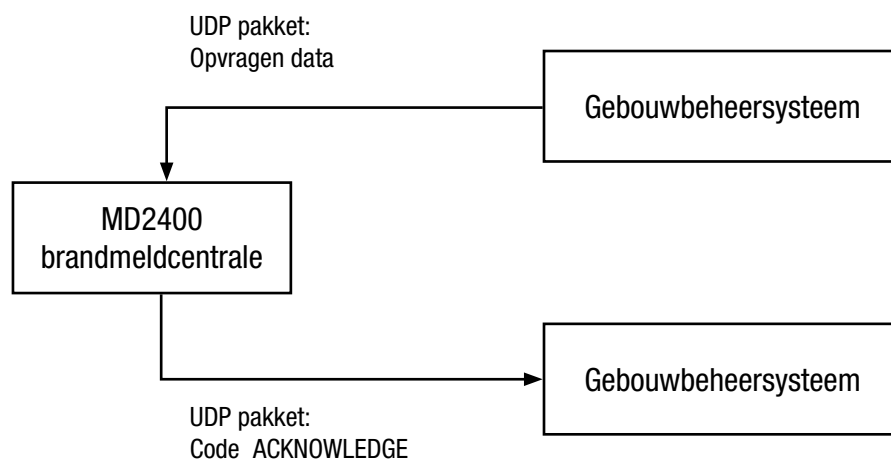 UDP pakket:
Opvragen data
Gebouwbeheersysteem
MD2400
brandmeldcentrale
Gebouwbeheersysteem
UDP pakket:
Code ACKNOWLEDGE